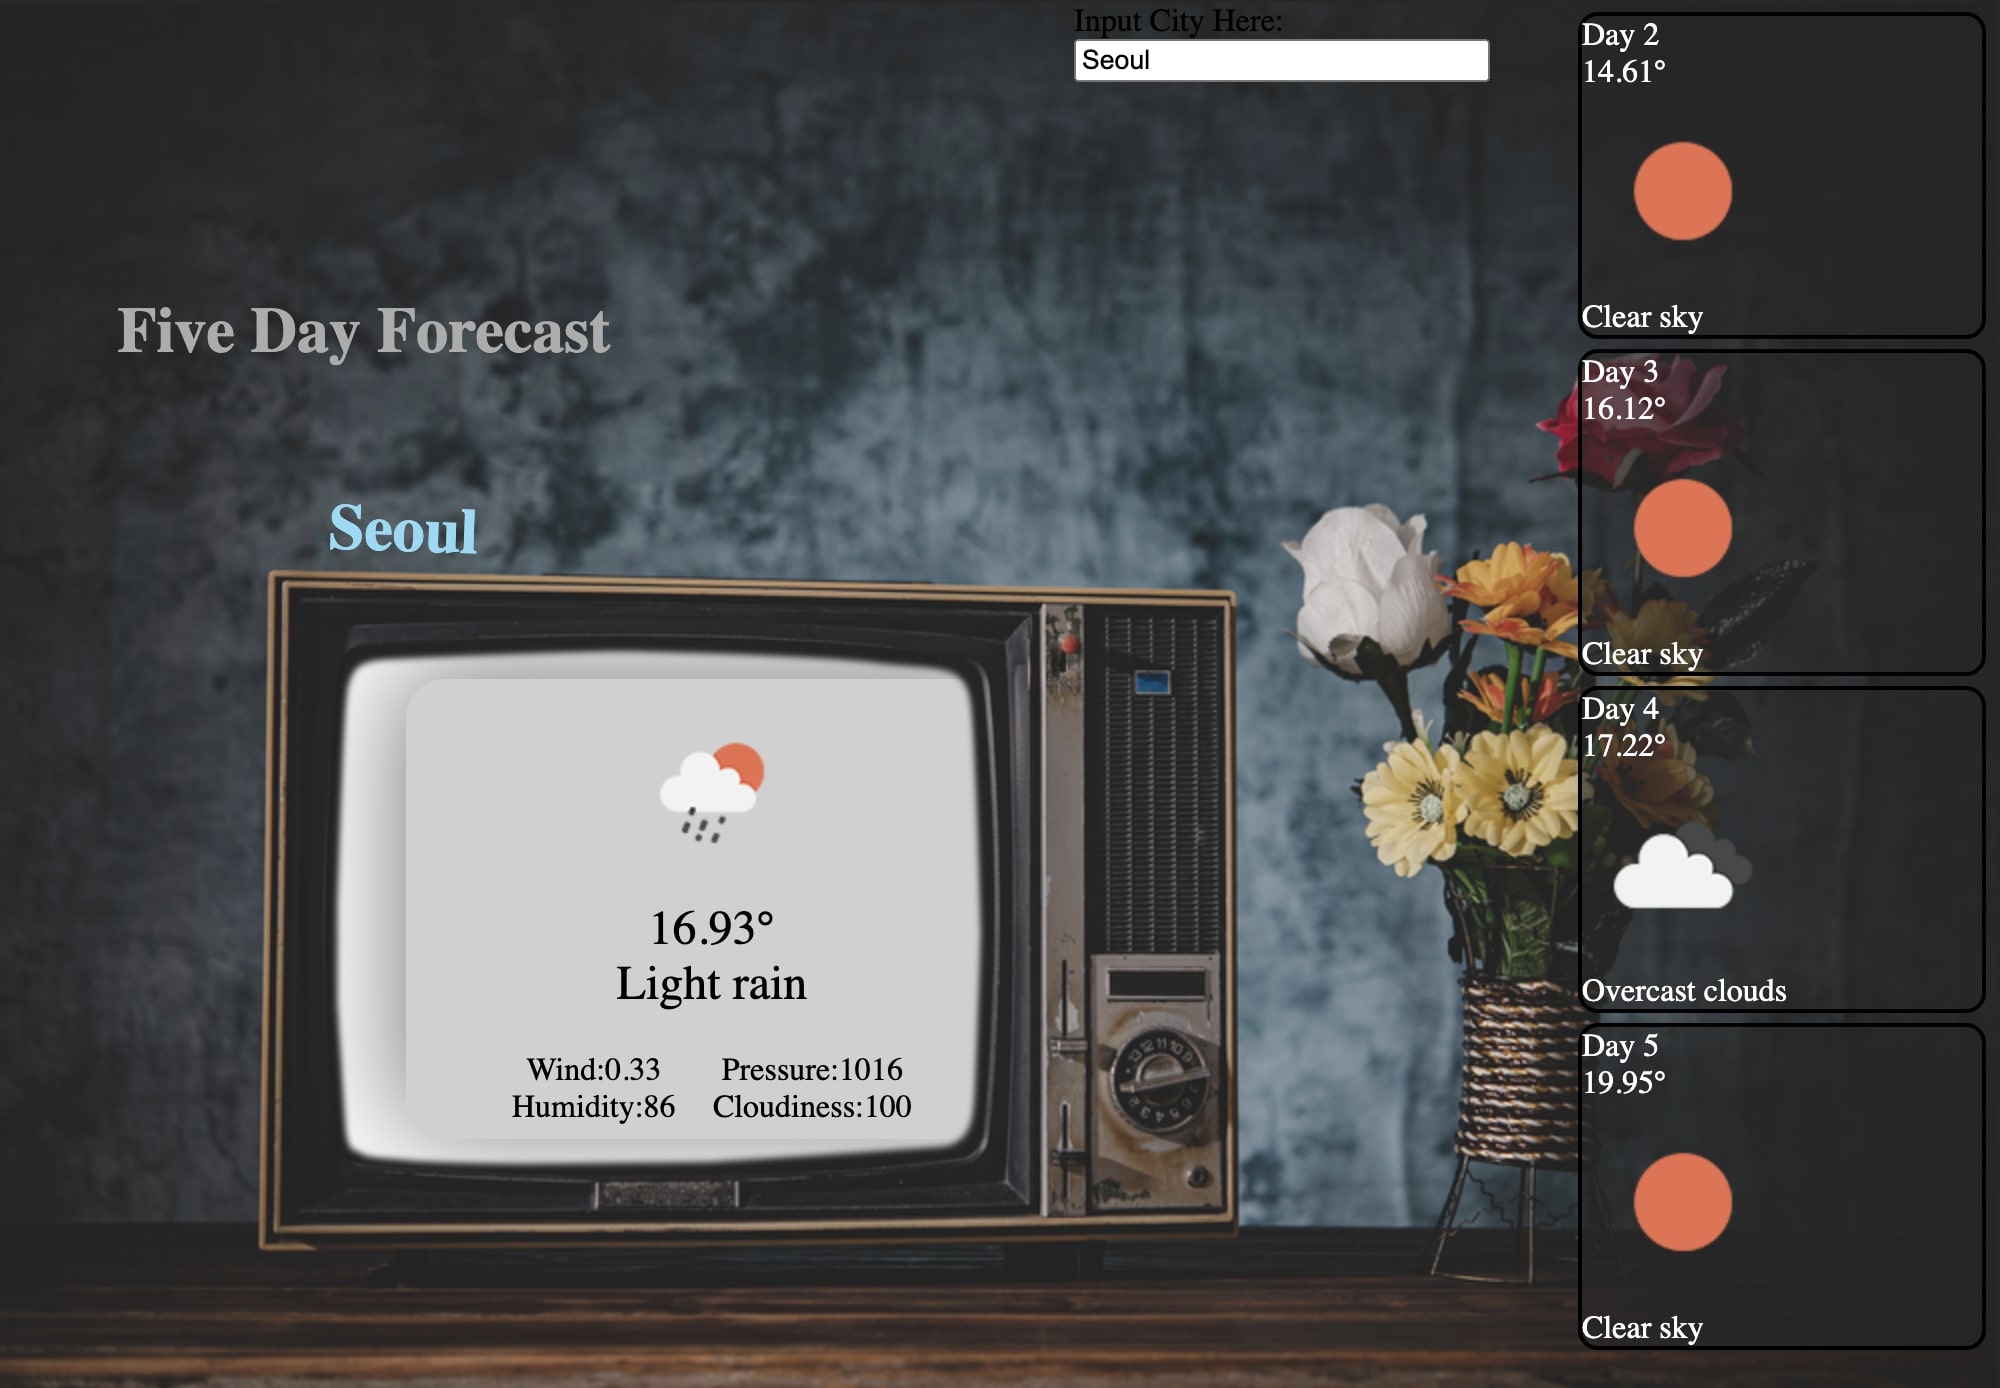 Input City Here:
Seoul
Five Day Forecast
Seoul
16.93°
Light rain
Wind:0.33 Pressure:1016
Humidity:86 Cloudiness:100
Day 2
14.61°
Clear sky
Day 3
16.12°
Clear sky
Day 4
17.22°
Overcast clouds
Day 5
19.95°
Clear sky